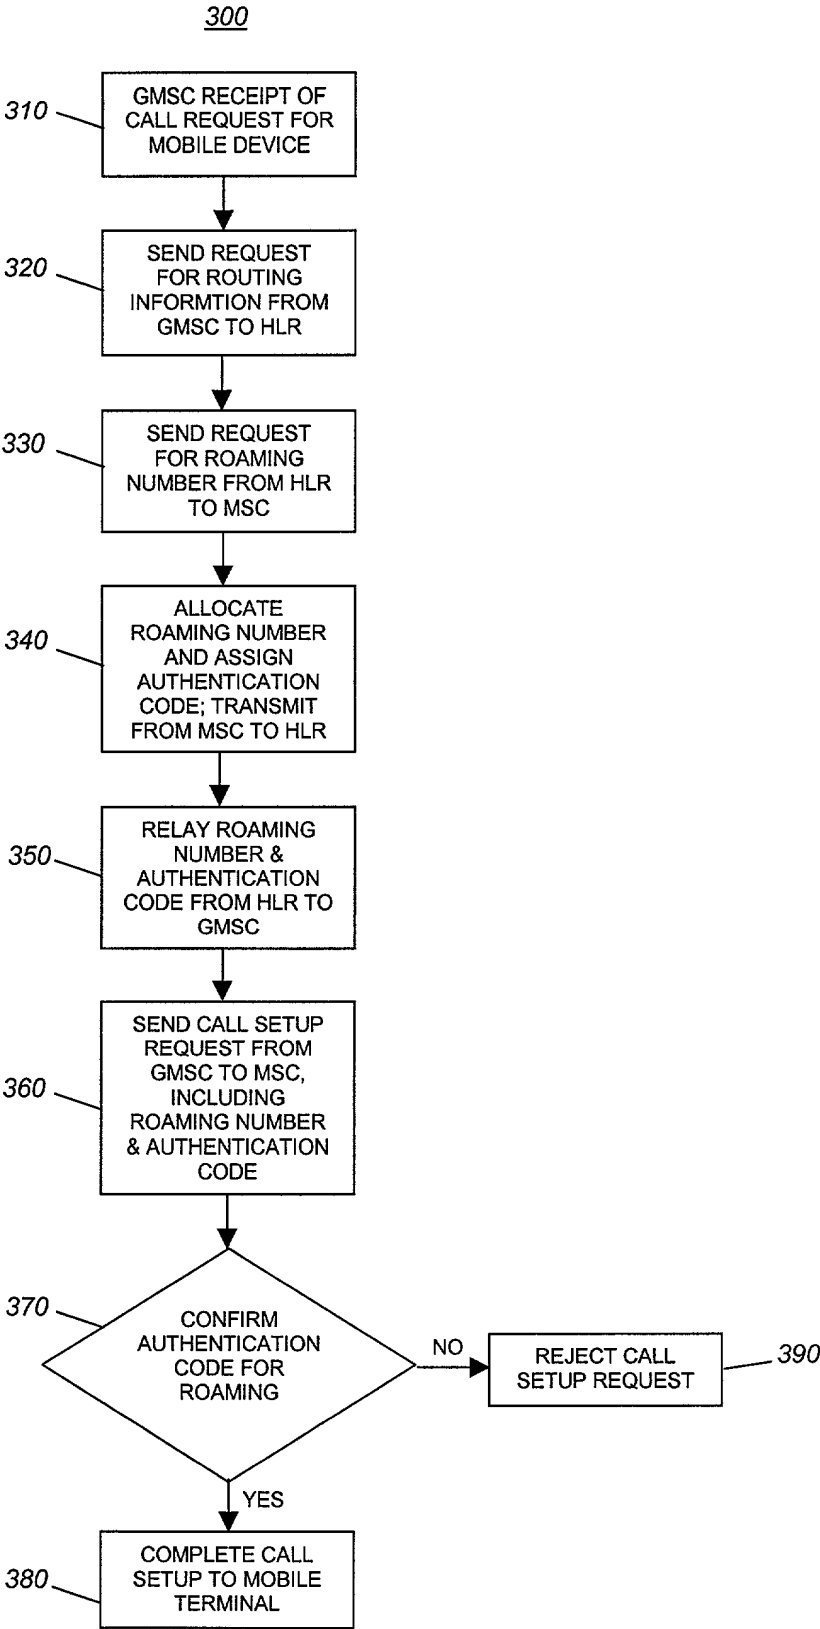 300
310
GMSC RECEIPT OF
CALL REQUEST FOR
MOBILE DEVICE
320
SEND REQUEST
FOR ROUTING
INFORMTION FROM
GMSC TO HLR
330
SEND REQUEST
FOR ROAMING
NUMBER FROM HLR
TO MSC
340
ALLOCATE
ROAMING NUMBER
AND ASSIGN
AUTHENTICATION
CODE; TRANSMIT
FROM MSC TO HLR
350
RELAY ROAMING
NUMBER &
AUTHENTICATION
CODE FROM HLR TO
GMSC
360
SEND CALL SETUP
REQUEST FROM
GMSC TO MSC,
INCLUDING
ROAMING NUMBER
& AUTHENTICATION
CODE
370
CONFIRM
AUTHENTICATION
CODE FOR
ROAMING
NO
REJECT CALL
SETUP REQUEST
390
YES
380
COMPLETE CALL
SETUP TO MOBILE
TERMINAL